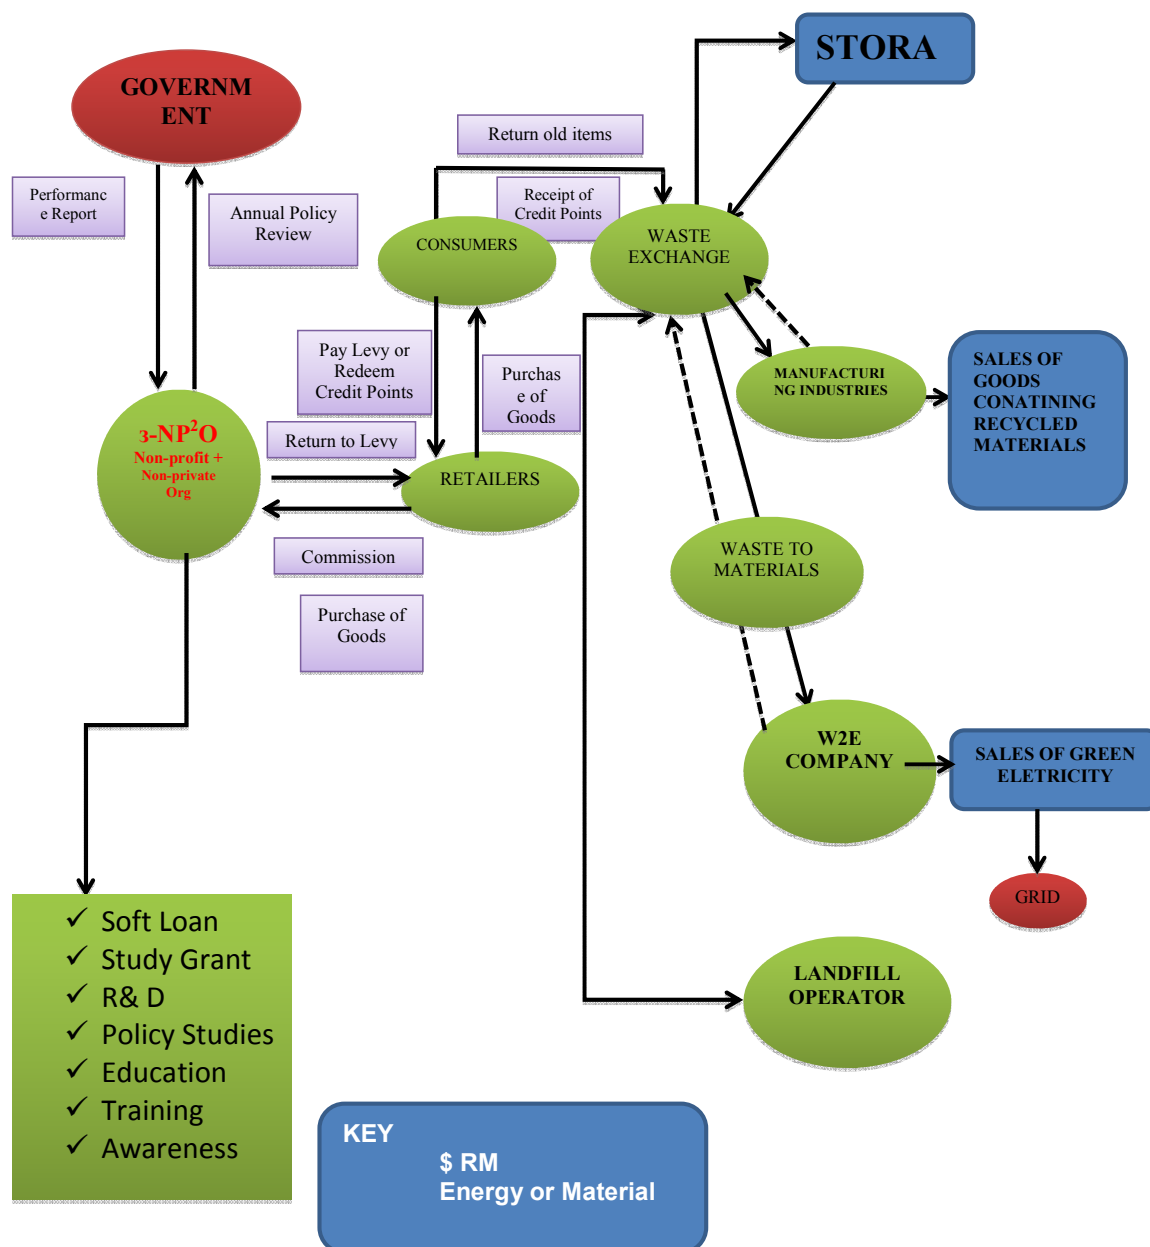 STORA
GOVERNM
ENT
Return old items
Performanc
e Report
Annual Policy
Review
Receipt of
Credit Points
CONSUMERS
WASTE
EXCHANGE
Pay Levy or
Redeem
Credit Points
Purchas
e of
Goods
MANUFACTURI
NG INDUSTRIES
SALES OF
GOODS
CONATINING
RECYCLED
MATERIALS
3-NP²O
Non-profit +
Non-private
Org
Return to Levy
RETAILERS
Commission
Purchase of
Goods
WASTE TO
MATERIALS
W2E
COMPANY
SALES OF GREEN
ELETRICITY
GRID
LANDFILL
OPERATOR
✓ Soft Loan
✓ Study Grant
✓ R& D
✓ Policy Studies
✓ Education
✓ Training
✓ Awareness
KEY
$ RM
Energy or Material